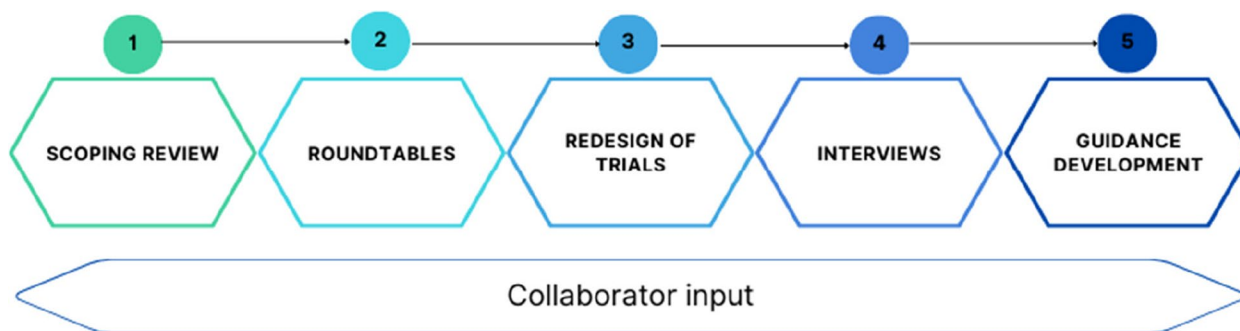 1
2
3
4
5
SCOPING REVIEW
ROUNDTABLES
REDESIGN OF
TRIALS
INTERVIEWS
GUIDANCE
DEVELOPMENT
Collaborator input